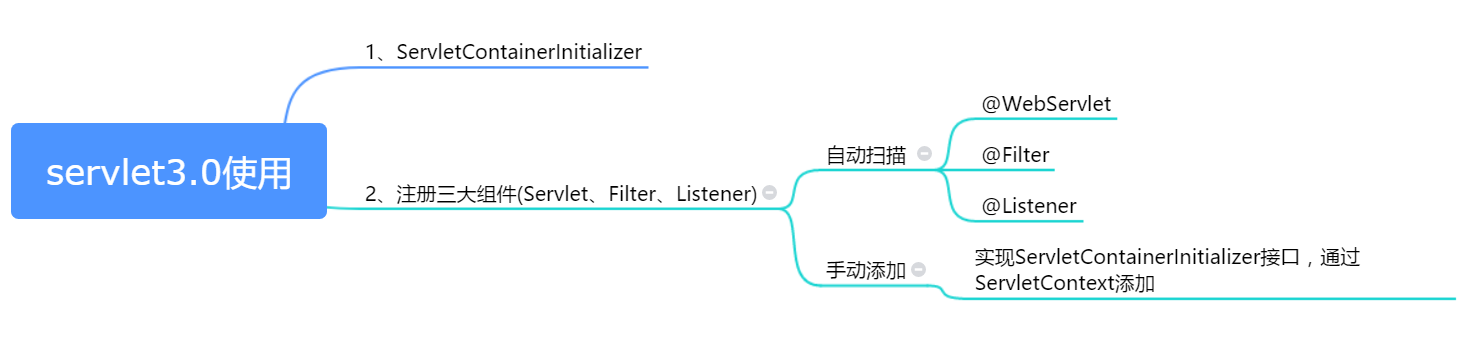 1、ServletContainerInitializer
servlet3.0使用
2、注册三大组件(Servlet、Filter、Listener)
自动扫描
@WebServlet
@Filter
@Listener
手动添加
实现ServletContainerInitializer接口，通过
ServletContext添加